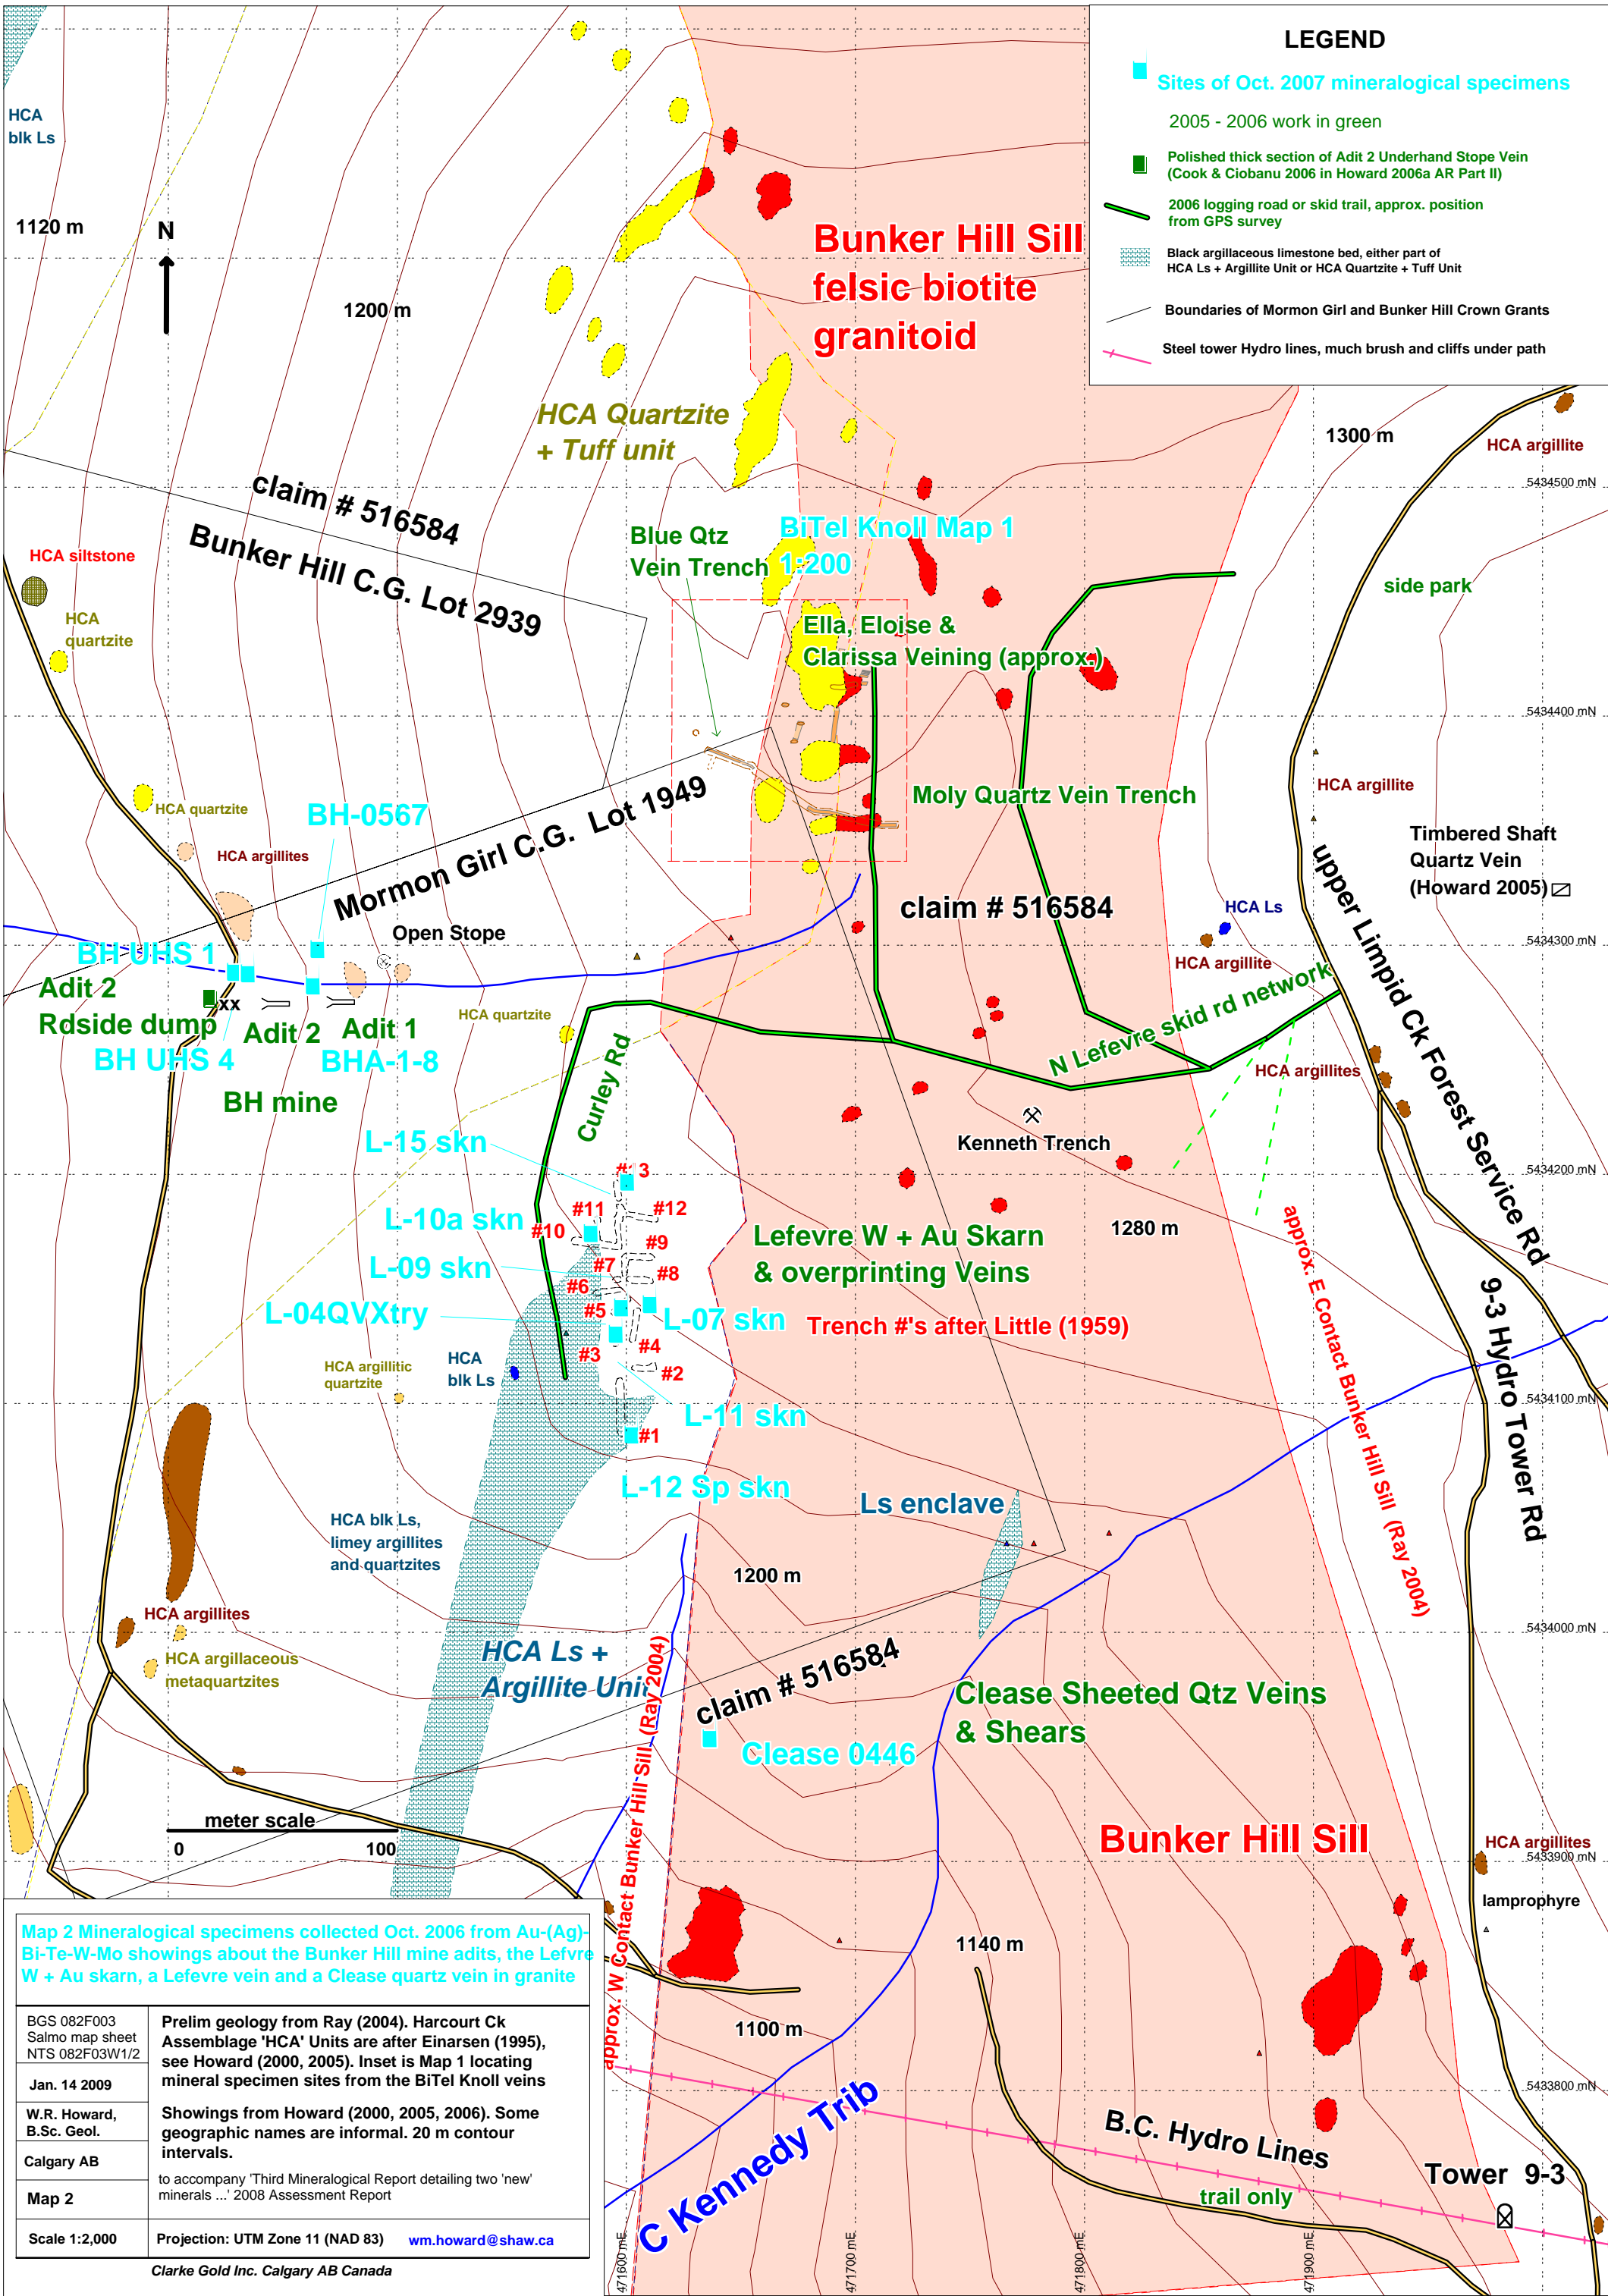 LEGEND
Sites of Oct. 2007 mineralogical specimens
2005 - 2006 work in green
Polished thick section of Adit 2 Underhand Stope Vein
(Cook & Ciobanu 2006 in Howard 2006a AR Part II)
2006 logging road or skid trail, approx. position
from GPS survey
Black argillaceous limestone bed, either part of
HCA Ls + Argillite Unit or HCA Quartzite + Tuff Unit
Boundaries of Mormon Girl and Bunker Hill Crown Grants
Steel tower Hydro lines, much brush and cliffs under path
HCA
blk Ls
1120 m
N
1200 m
Bunker Hill Sill
felsic biotite
granitoid
HCA Quartzite
+ Tuff unit
1300 m
HCA argillite
5434500 mN
claim # 516584
Bunker Hill C.G. Lot 2939
Blue Qtz
Vein Trench
BiTel Knoll Map 1
1:200
HCA siltstone
HCA
quartzite
side park
Ella, Eloise &
Clarissa Veining (approx.)
5434400 mN
HCA quartzite
BH-0567
HCA argillites
Mormon Girl C.G. Lot 1949
Moly Quartz Vein Trench
HCA argillite
Timbered Shaft
Quartz Vein
(Howard 2005)
upper Limpid Ck Forest Service Rd
claim # 516584
HCA Ls
Open Stope
5434300 mN
HCA argillite
BH UHS 1
Adit 2
Rdside dump
xx
Adit 2
Adit 1
BH UHS 4
BHA-1-8
BH mine
HCA quartzite
Curley Rd
N Lefevre skid rd network
HCA argillites
Kenneth Trench
L-15 skn
5434200 mN
#11
#12
L-10a skn
#10
#9
1280 m
Lefevre W + Au Skarn
& overprinting Veins
L-09 skn
#7
#8
#6
#5
L-04QVXtry
L-07 skn
Trench #'s after Little (1959)
#4
#3
#2
approx. E Contact Bunker Hill Sill (Ray 2004)
9-3 Hydro Tower Rd
HCA argillitic
quartzite
HCA
blk Ls
5434100 mN
L-11 skn
#1
L-12 Sp skn
Ls enclave
HCA blk Ls,
limey argillites
and quartzites
1200 m
HCA argillites
5434000 mN
HCA argillaceous
metaquartzites
HCA Ls +
Argillite Unit
claim # 516584
Clease Sheeted Qtz Veins
& Shears
Clease 0446
approx. W Contact Bunker Hill Sill (Ray 2004)
meter scale
0
100
Bunker Hill Sill
HCA argillites
5433900 mN
lamprophyre
1140 m
1100 m
5433800 mN
C Kennedy Trib
B.C. Hydro Lines
Tower 9-3
trail only
471600 mE
471700 mE
471800 mE
471900 mE
Map 2 Mineralogical specimens collected Oct. 2006 from Au-(Ag)-
Bi-Te-W-Mo showings about the Bunker Hill mine adits, the Lefvre
W + Au skarn, a Lefevre vein and a Clease quartz vein in granite
BGS 082F003
Salmo map sheet
NTS 082F03W1/2
Jan. 14 2009
W.R. Howard,
B.Sc. Geol.
Calgary AB
Map 2
Scale 1:2,000
Prelim geology from Ray (2004). Harcourt Ck
Assemblage 'HCA' Units are after Einarsen (1995),
see Howard (2000, 2005). Inset is Map 1 locating
mineral specimen sites from the BiTel Knoll veins
Showings from Howard (2000, 2005, 2006). Some
geographic names are informal. 20 m contour
intervals.
to accompany 'Third Mineralogical Report detailing two 'new'
minerals ...' 2008 Assessment Report
Projection: UTM Zone 11 (NAD 83)
wm.howard@shaw.ca
Clarke Gold Inc. Calgary AB Canada